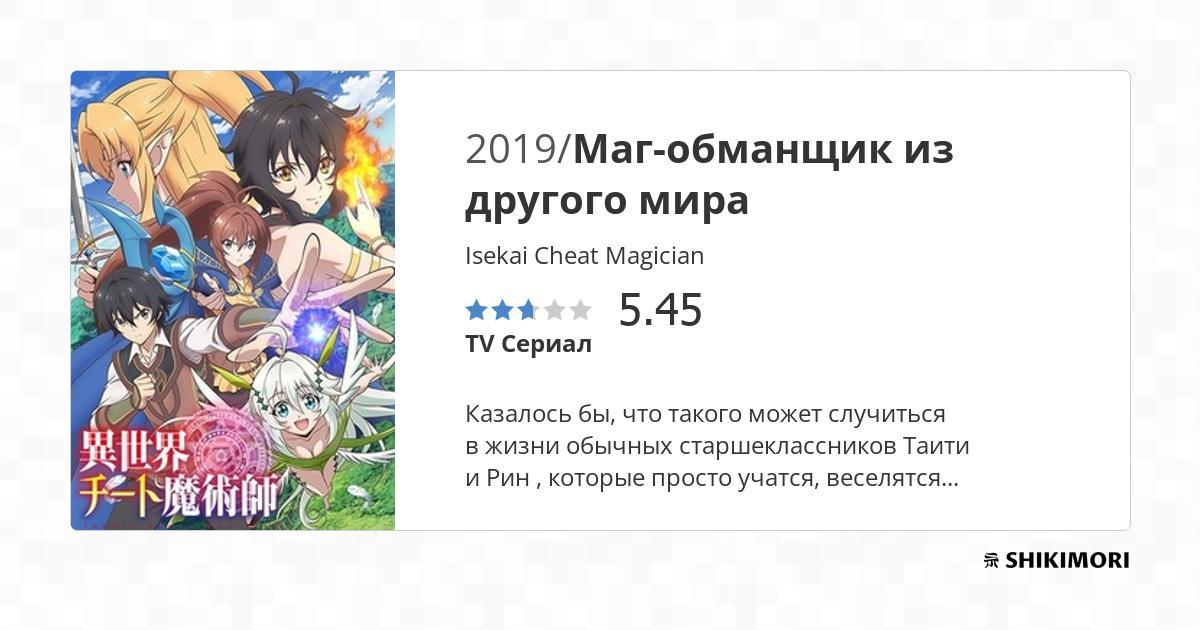 異世界
チート魔術師
2019/Маг-обманщик из
другого мира
Isekai Cheat Magician
5.45
TV Сериал
Казалось бы, что такого может случиться
в жизни обычных старшеклассников Таити
и Рин , которые просто учатся, веселятся...
SHIKIMORI